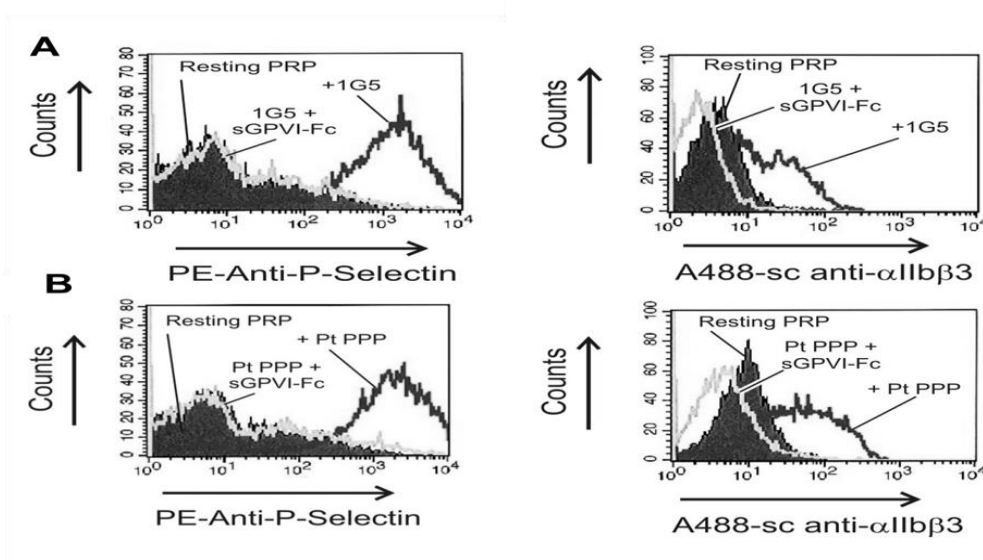 A
Counts
0 10 20 30 40 50 60 70 80
Resting PRP
+1G5
1G5 +
sGPVI-Fc
10⁰ 10¹ 10² 10³ 10⁴
PE-Anti-P-Selectin
Counts
0 20 40 60 80 100
Resting PRP
1G5 +
sGPVI-Fc
+1G5
10⁰ 10¹ 10² 10³ 10⁴
A488-sc anti-αIIbβ3
B
Counts
0 10 20 30 40 50 60 70 80
Resting PRP
+ Pt PPP
Pt PPP +
sGPVI-Fc
10⁰ 10¹ 10² 10³ 10⁴
PE-Anti-P-Selectin
Counts
0 20 40 60 80 100
Resting PRP
Pt PPP +
sGPVI-Fc
+ Pt PPP
10⁰ 10¹ 10² 10³ 10⁴
A488-sc anti-αIIbβ3